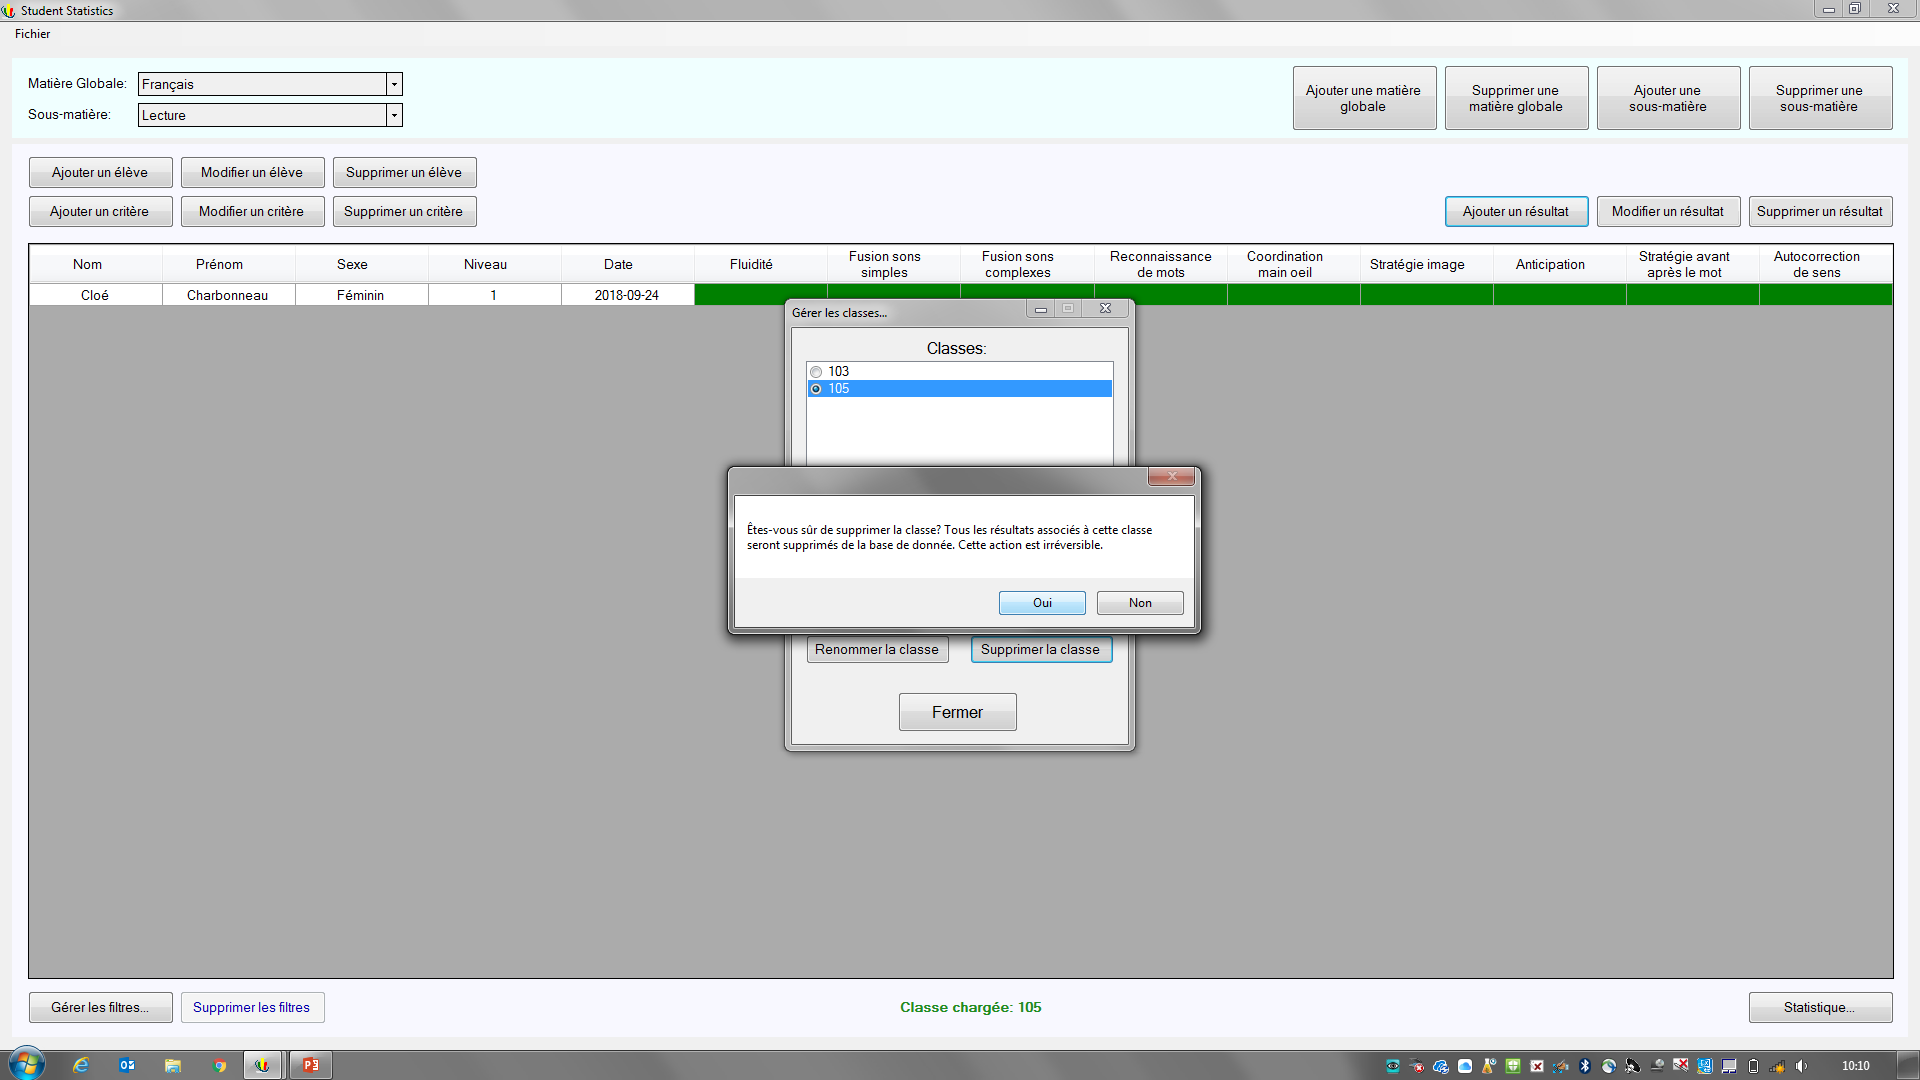 Student Statistics
Fichier
Matière Globale:
Français
Sous-matière:
Lecture
Ajouter une matière
globale
Supprimer une
matière globale
Ajouter une
sous-matière
Supprimer une
sous-matière
Ajouter un élève
Modifier un élève
Supprimer un élève
Ajouter un critère
Modifier un critère
Supprimer un critère
Ajouter un résultat
Modifier un résultat
Supprimer un résultat
Nom
Prénom
Sexe
Niveau
Date
Fluidité
Fusion sons
simples
Fusion sons
complexes
Reconnaissance
de mots
Coordination
main oeil
Stratégie image
Anticipation
Stratégie avant
après le mot
Autocorrection
de sens
Cloé
Charbonneau
Féminin
1
2018-09-24
Gérer les classes...
Classes:
103
105
Êtes-vous sûr de supprimer la classe? Tous les résultats associés à cette classe
seront supprimés de la base de donnée. Cette action est irréversible.
Oui
Non
Renommer la classe
Supprimer la classe
Fermer
Gérer les filtres...
Supprimer les filtres
Classe chargée: 105
Statistique...
10:10